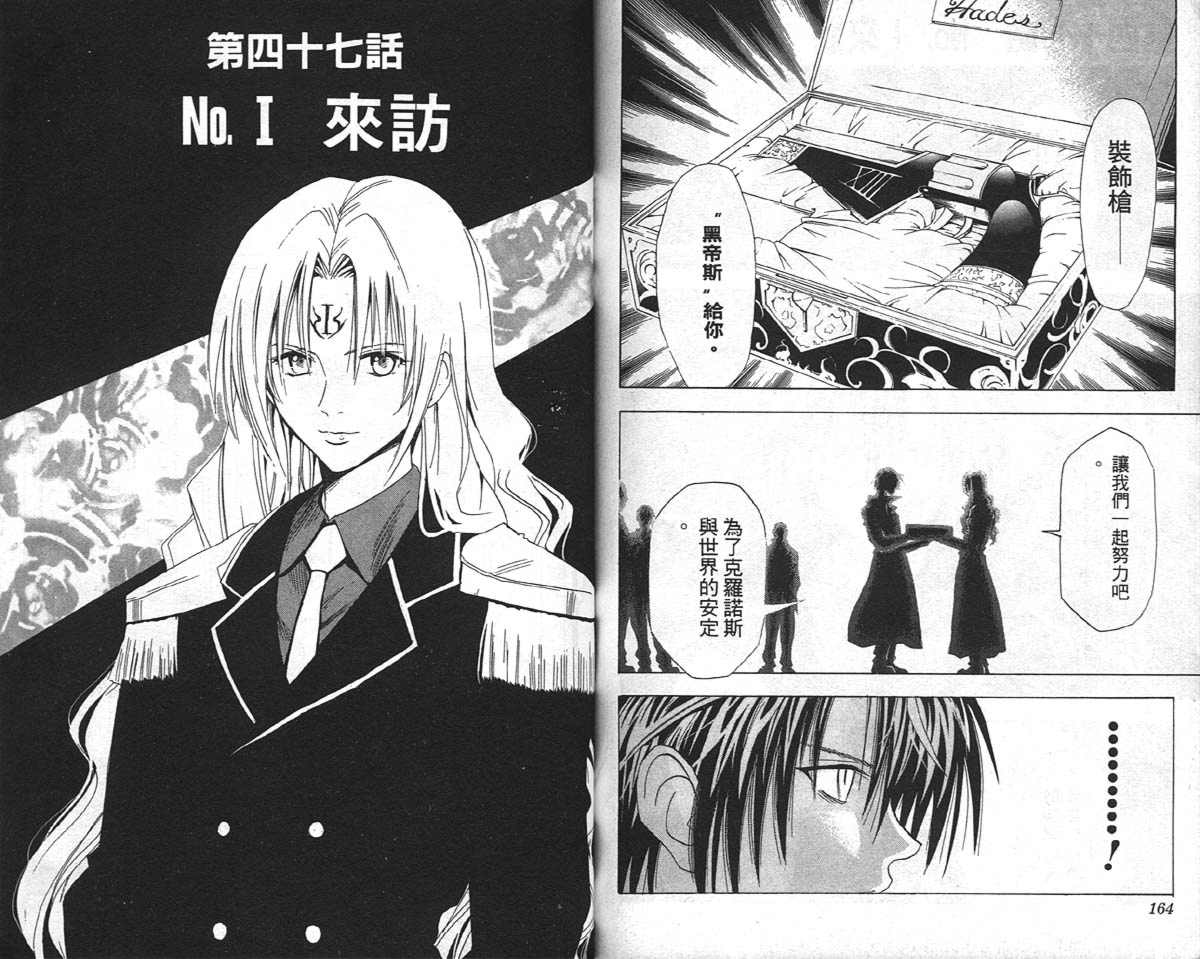 Hades
裝飾槍——
“黑帝斯”給你。
讓我們一起努力吧
。
為了克羅諾斯
與世界的安定
。
………！
164
第四十七話
No. I 來訪
I